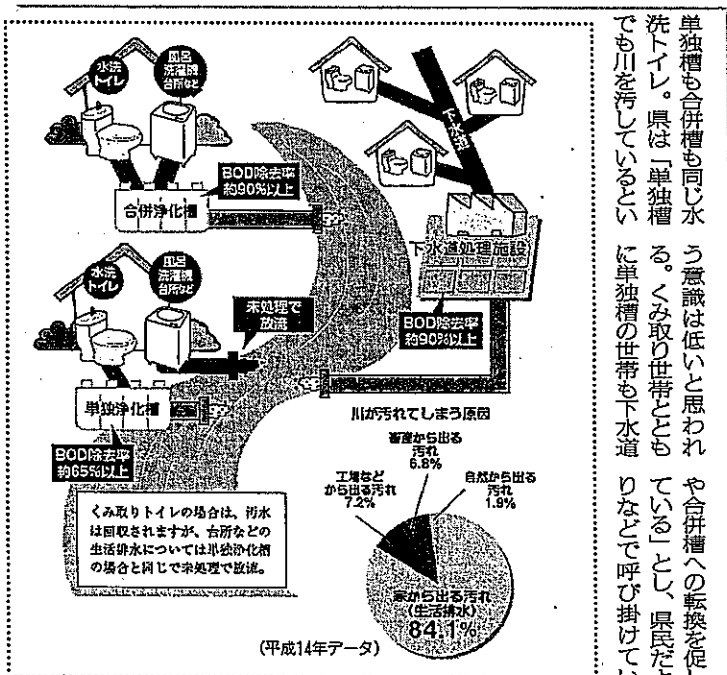 単独槽も合併槽も同じ水
洗トイレ。県は「単独槽
でも川を汚しているとい
う意識は低いと思われ
る。くみ取り世帯ととも
に単独槽の世帯も下水道
や合併槽への転換を促し
ている」とし、県民だよ
りなどで呼び掛けてい
水洗
トイレ
風呂
洗濯機
台所など
BOD除去率
約90%以上
合併浄化槽
下水道
下水道処理施設
BOD除去率
約90%以上
水洗
トイレ
風呂
洗濯機
台所など
未処理で
放流
単独浄化槽
BOD除去率
約65%以上
くみ取りトイレの場合は、汚水
は回収されますが、台所などの
生活排水については単独浄化槽
の場合と同じで未処理で放流。
川が汚れてしまう原因
畜産から出る
汚れ
6.8%
工場など
から出る汚れ
7.2%
自然から出る
汚れ
1.9%
家から出る汚れ
(生活排水)
84.1%
(平成14年データ)